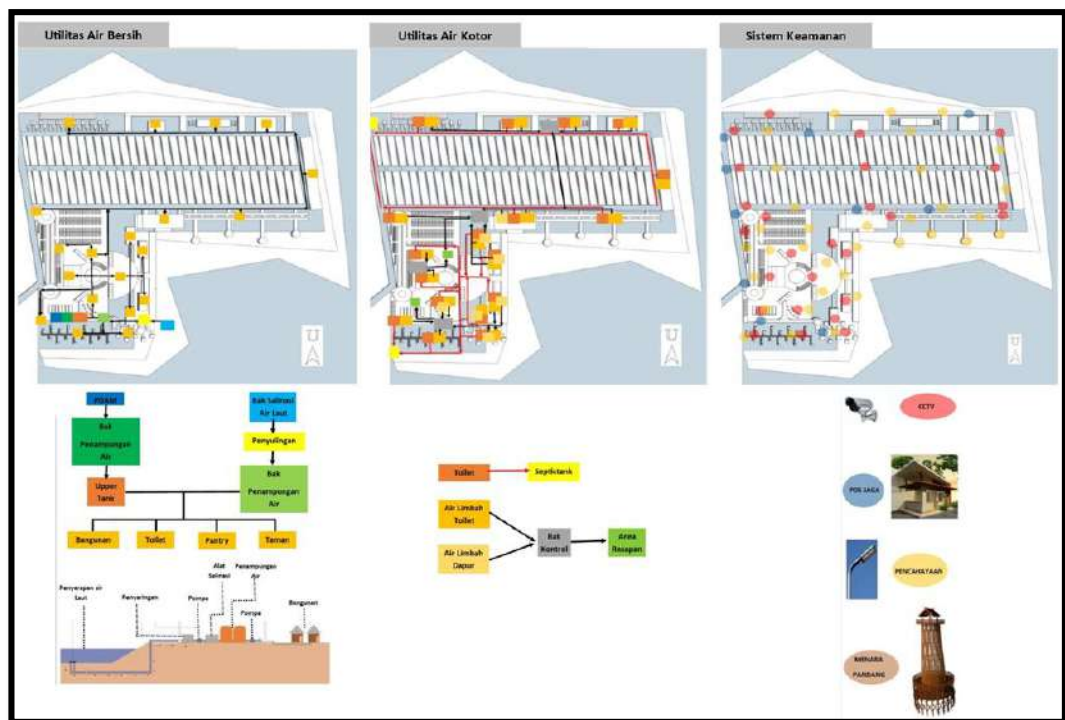 Utilitas Air Bersih
Utilitas Air Kotor
Sistem Keamanan
U
U
U
PDAM
Bak
Penampungan
Air
Upper
Tank
Bak Salinasi
Air Laut
Penyulingan
Bak
Penampungan
Air
Bangunan
Toilet
Pantry
Taman
Penyerapan air
Laut
Penyaringan
Pompa
Alat
Salinasi
Penampungan
Air
Pompa
Bangunan
Toilet
Septictank
Air Limbah
Toilet
Air Limbah
Dapur
Bak
Kontrol
Area
Resapan
CCTV
POS JAGA
PENCAHAYAAN
MENARA
PANDANG